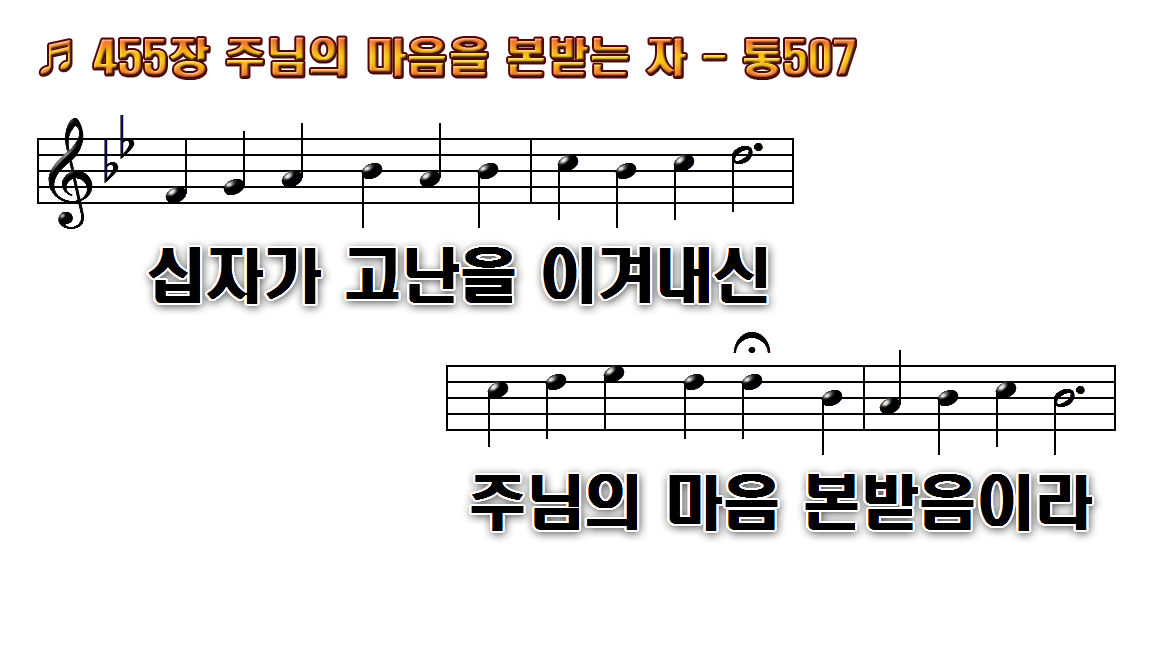 ♬ 455장 주님의 마음을 본받는 자 - 통507
십자가 고난을 이겨내신
주님의 마음 본받음이라